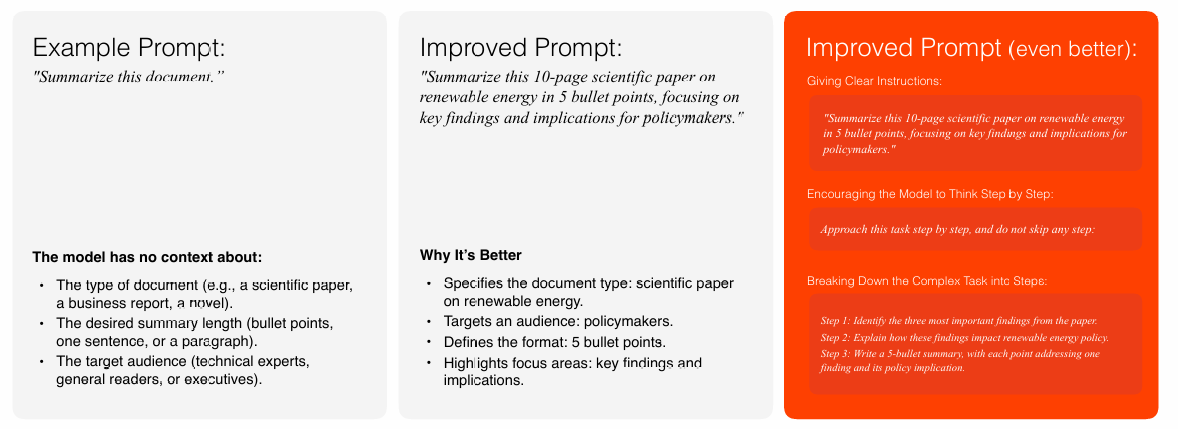 Example Prompt:
"Summarize this document."
The model has no context about:
• The type of document (e.g., a scientific paper,
a business report, a novel).
• The desired summary length (bullet points,
one sentence, or a paragraph).
• The target audience (technical experts,
general readers, or executives).
Improved Prompt:
"Summarize this 10-page scientific paper on
renewable energy in 5 bullet points, focusing on
key findings and implications for policymakers."
Why It's Better
• Specifies the document type: scientific paper
on renewable energy.
• Targets an audience: policymakers.
• Defines the format: 5 bullet points.
• Highlights focus areas: key findings and
implications.
Improved Prompt (even better):
Giving Clear Instructions:
"Summarize this 10-page scientific paper on renewable energy
in 5 bullet points, focusing on key findings and implications for
policymakers."
Encouraging the Model to Think Step by Step:
Approach this task step by step, and do not skip any step:
Breaking Down the Complex Task into Steps:
Step 1: Identify the three most important findings from the paper.
Step 2: Explain how these findings impact renewable energy policy.
Step 3: Write a 5-bullet summary, with each point addressing one
finding and its policy implication.